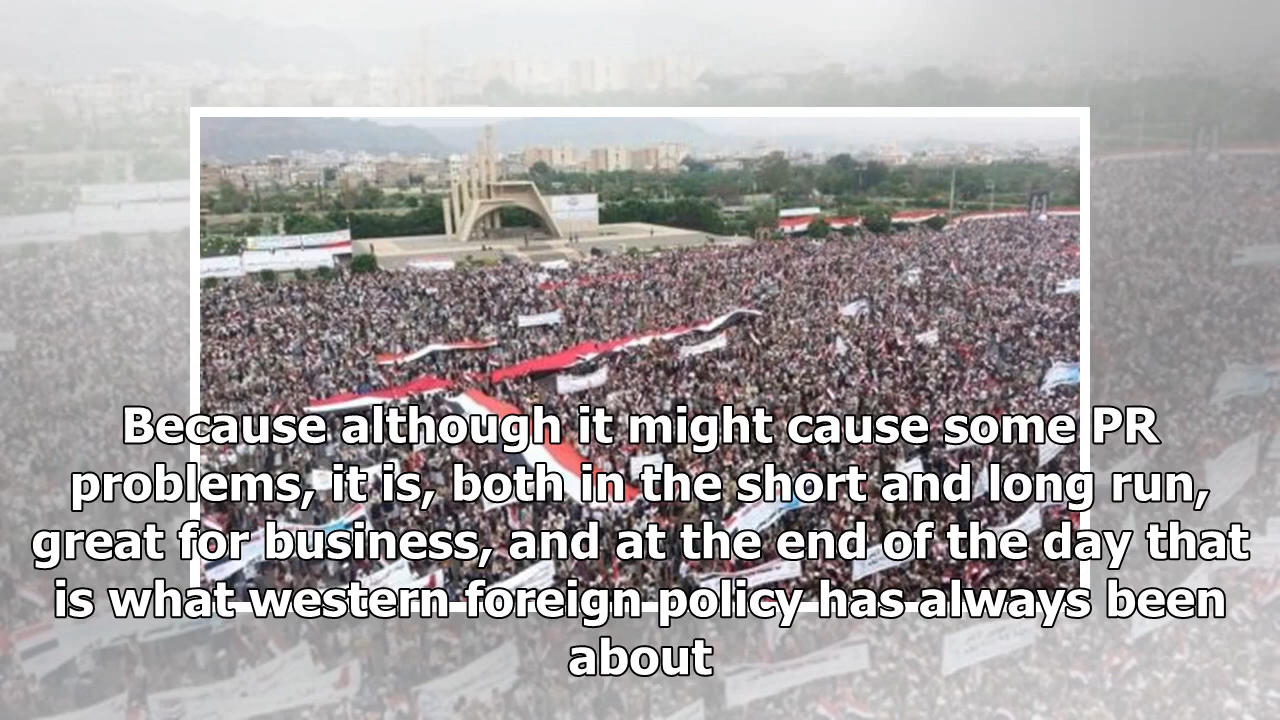 Because although it might cause some PR
problems, it is, both in the short and long run,
great for business, and at the end of the day that
is what western foreign policy has always been
about